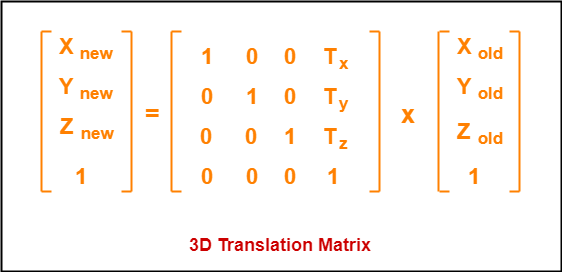 X new 1 0 0 Tx X old
Y new 0 1 0 Ty Y old
= x
Z new 0 0 1 Tz Z old
1 0 0 0 1 1
3D Translation Matrix